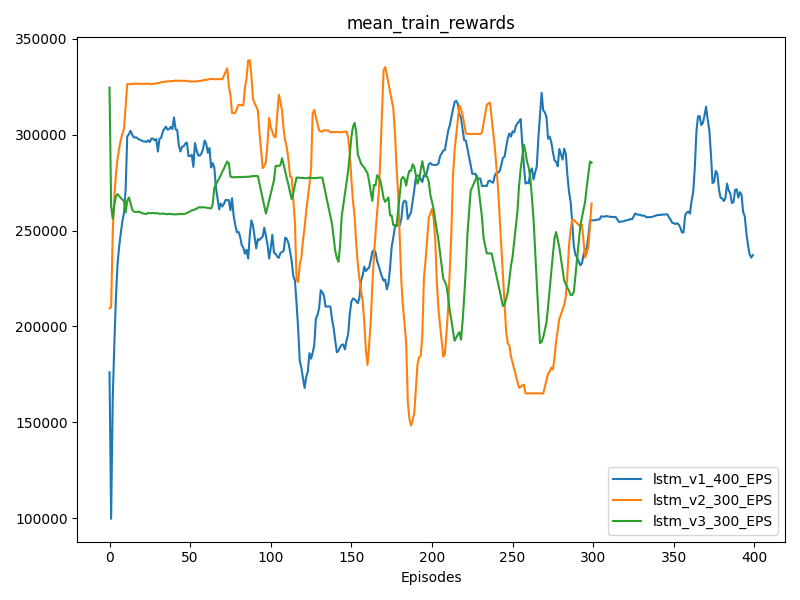 mean_train_rewards
350000
300000
250000
200000
150000
100000
0 50 100 150 200 250 300 350 400
Episodes
lstm_v1_400_EPS
lstm_v2_300_EPS
lstm_v3_300_EPS